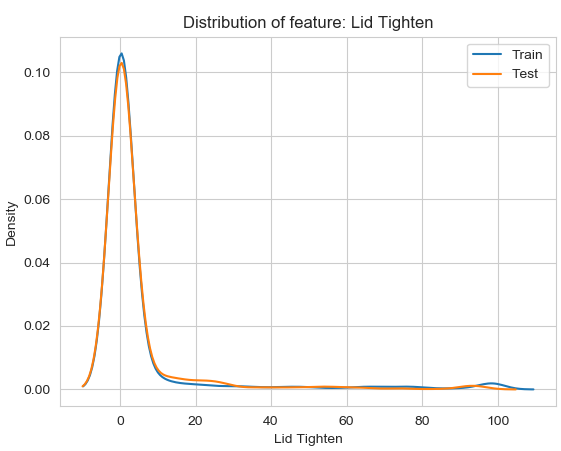 Distribution of feature: Lid Tighten
Train
Test
Density
0.10
0.08
0.06
0.04
0.02
0.00
0 20 40 60 80 100
Lid Tighten